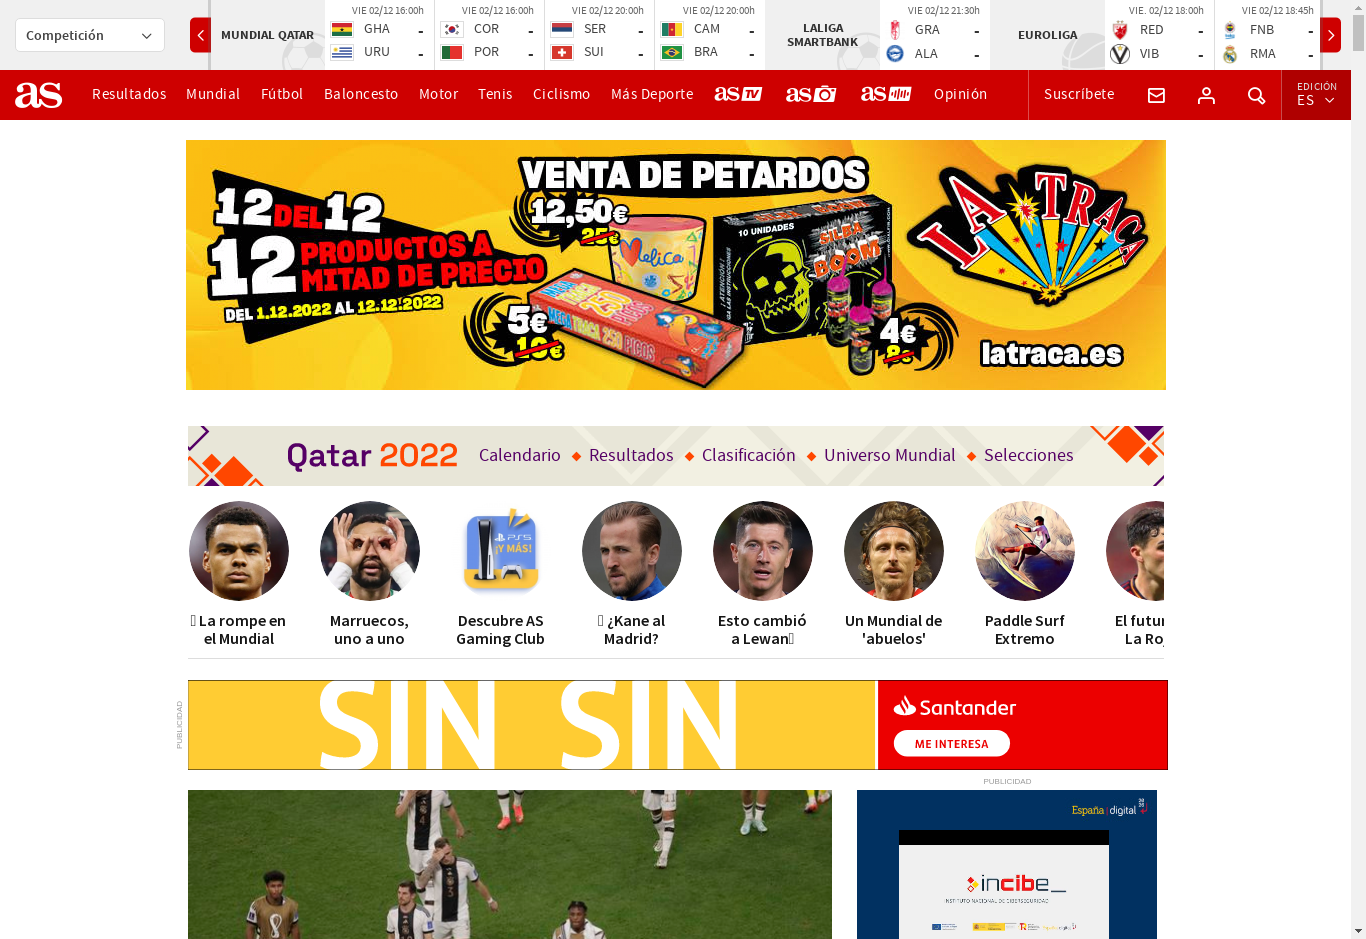 Competición
MUNDIAL QATAR
VIE 02/12 16:00h
GHA -
URU -
VIE 02/12 16:00h
COR -
POR -
VIE 02/12 20:00h
SER -
SUI -
VIE 02/12 20:00h
CAM -
BRA -
LALIGA
SMARTBANK
VIE 02/12 21:30h
GRA -
ALA -
EUROLIGA
VIE. 02/12 18:00h
RED -
VIB -
VIE 02/12 18:45h
FNB -
RMA -
as Resultados Mundial Fútbol Baloncesto Motor Tenis Ciclismo Más Deporte as TV as as Opinión Suscríbete
EDICIÓN
ES
12 DEL 12
12 PRODUCTOS A
MITAD DE PRECIO
DEL 1.12.2022 AL 12.12.2022
VENTA DE PETARDOS
12,50€
25€
Melica
10 UNIDADES
SILBA
BOOM
MEGA TRACA 250 PICOS
5€
10€
4€
8€
LA TRACA
latraca.es
Qatar 2022 Calendario Resultados Clasificación Universo Mundial Selecciones
PS5
¡Y MÁS!
La rompe en
el Mundial
Marruecos,
uno a uno
Descubre AS
Gaming Club
¿Kane al
Madrid?
Esto cambió
a Lewan
Un Mundial de
'abuelos'
Paddle Surf
Extremo
El futur
La Roj
PUBLICIDAD
SIN SIN
Santander
ME INTERESA
PUBLICIDAD
España digital
incibe_
INSTITUTO NACIONAL DE CIBERSEGURIDAD